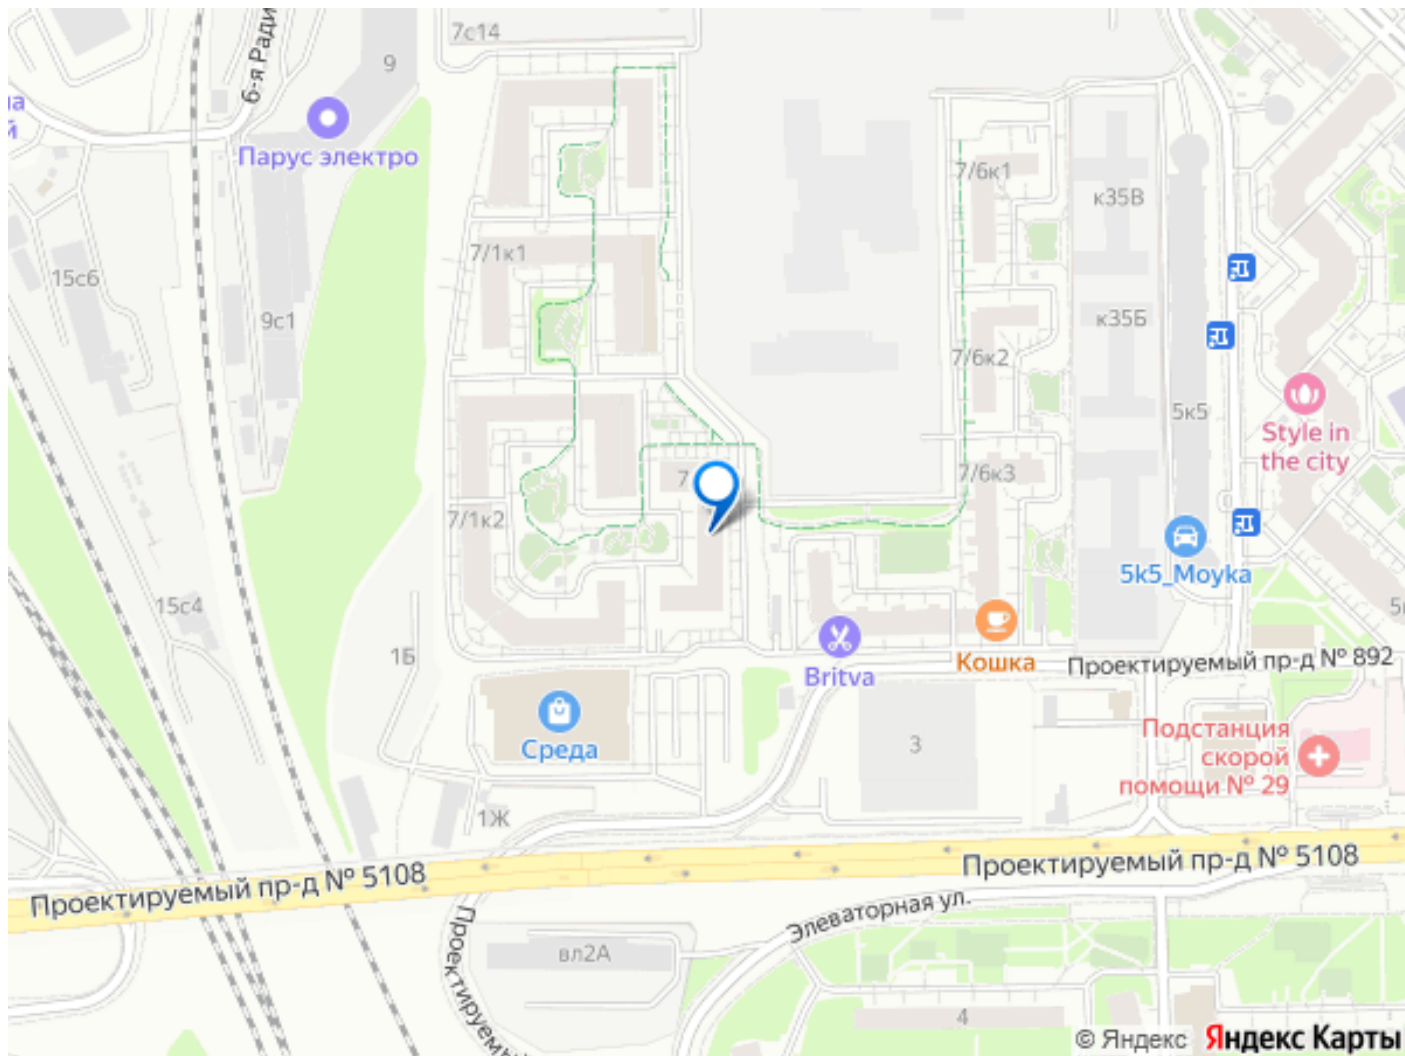 7с14
9
6-я Ради
Парус электро
7/6к1
к35В
7/1к1
15с6
9с1
к35Б
7/6к2
5к5
Style in
the city
7/6к3
7
7/1к2
5k5_Moyka
15с4
1Б
Britva
Кошка
Проектируемый пр-д № 892
Среда
3
Подстанция
скорой
помощи № 29
1Ж
Проектируемый пр-д № 5108
Проектируемый пр-д № 5108
Элеваторная ул.
Проектируемый
вл2А
4
© Яндекс Яндекс Карты